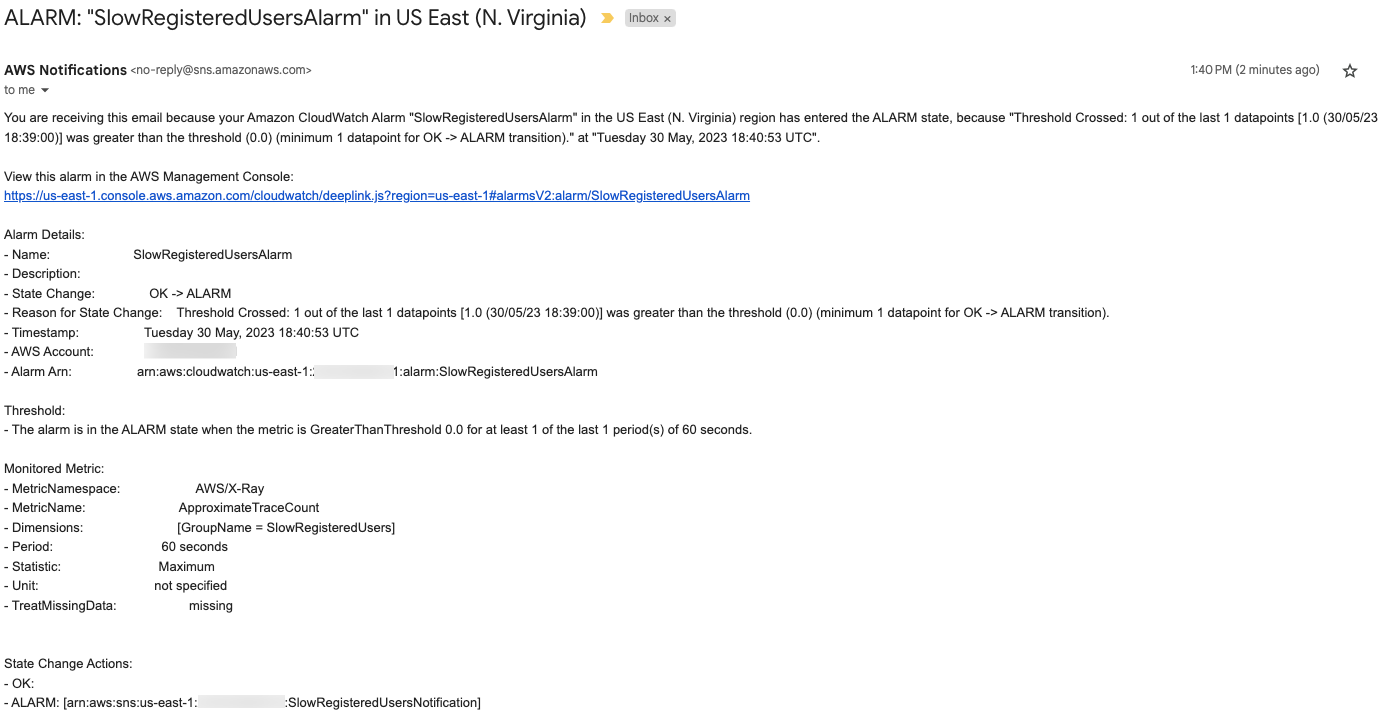 ALARM: "SlowRegisteredUsersAlarm" in US East (N. Virginia) Inbox ×
AWS Notifications <no-reply@sns.amazonaws.com> 1:40 PM (2 minutes ago)
to me
You are receiving this email because your Amazon CloudWatch Alarm "SlowRegisteredUsersAlarm" in the US East (N. Virginia) region has entered the ALARM state, because "Threshold Crossed: 1 out of the last 1 datapoints [1.0 (30/05/23
18:39:00)] was greater than the threshold (0.0) (minimum 1 datapoint for OK -> ALARM transition)." at "Tuesday 30 May, 2023 18:40:53 UTC".
View this alarm in the AWS Management Console:
https://us-east-1.console.aws.amazon.com/cloudwatch/deeplink.js?region=us-east-1#alarmsV2:alarm/SlowRegisteredUsersAlarm
Alarm Details:
- Name: SlowRegisteredUsersAlarm
- Description:
- State Change: OK -> ALARM
- Reason for State Change: Threshold Crossed: 1 out of the last 1 datapoints [1.0 (30/05/23 18:39:00)] was greater than the threshold (0.0) (minimum 1 datapoint for OK -> ALARM transition).
- Timestamp: Tuesday 30 May, 2023 18:40:53 UTC
- AWS Account:
- Alarm Arn: arn:aws:cloudwatch:us-east-1: 1:alarm:SlowRegisteredUsersAlarm
Threshold:
- The alarm is in the ALARM state when the metric is GreaterThanThreshold 0.0 for at least 1 of the last 1 period(s) of 60 seconds.
Monitored Metric:
- MetricNamespace: AWS/X-Ray
- MetricName: ApproximateTraceCount
- Dimensions: [GroupName = SlowRegisteredUsers]
- Period: 60 seconds
- Statistic: Maximum
- Unit: not specified
- TreatMissingData: missing
State Change Actions:
- OK:
- ALARM: [arn:aws:sns:us-east-1: :SlowRegisteredUsersNotification]